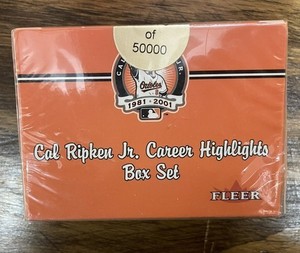 of
50000
Orioles
1981 - 2001
Cal Ripken Jr. Career Highlights
Box Set
FLEER